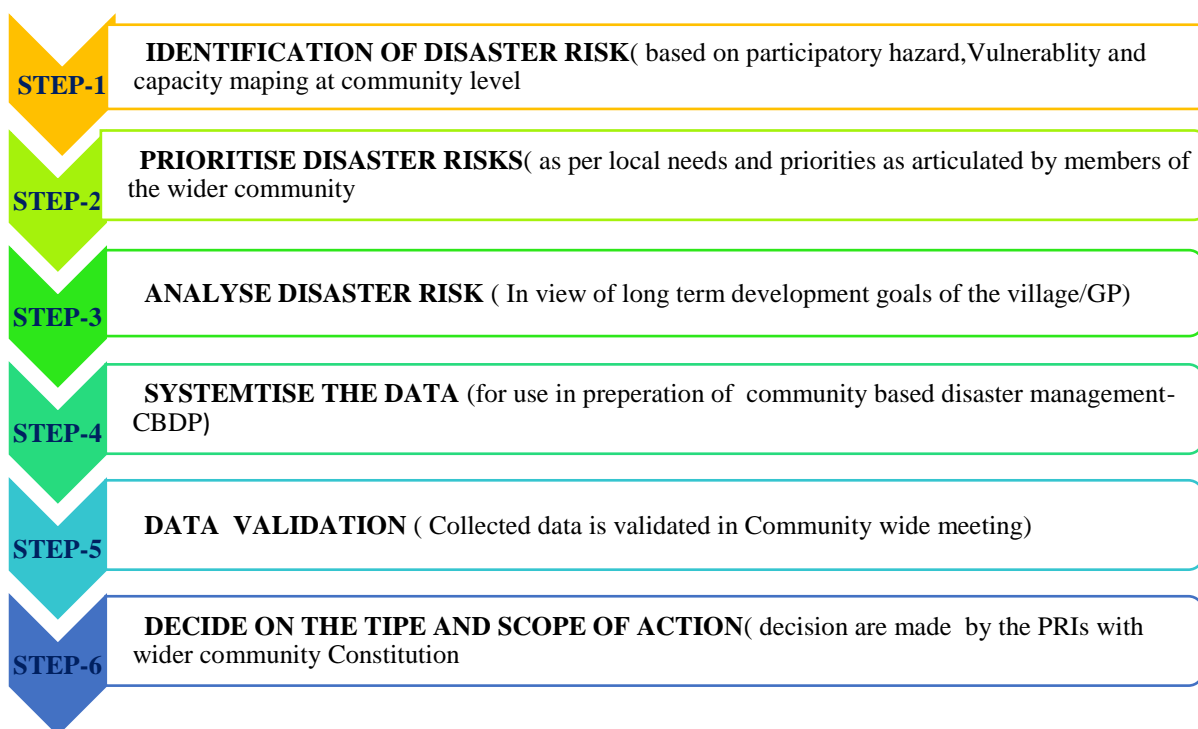 STEP-1
IDENTIFICATION OF DISASTER RISK( based on participatory hazard,Vulnerablity and
capacity maping at community level
STEP-2
PRIORITISE DISASTER RISKS( as per local needs and priorities as articulated by members of
the wider community
STEP-3
ANALYSE DISASTER RISK ( In view of long term development goals of the village/GP)
STEP-4
SYSTEMTISE THE DATA (for use in preperation of community based disaster management-
CBDP)
STEP-5
DATA VALIDATION ( Collected data is validated in Community wide meeting)
STEP-6
DECIDE ON THE TIPE AND SCOPE OF ACTION( decision are made by the PRIs with
wider community Constitution